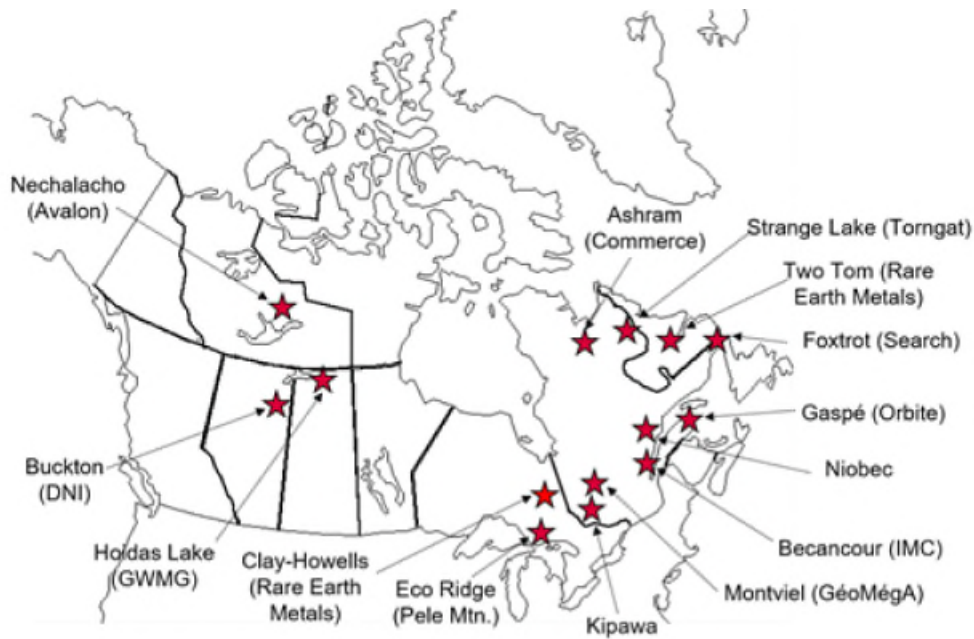 Nechalacho
(Avalon)
Ashram
(Commerce)
Strange Lake (Torngat)
Two Tom (Rare
Earth Metals)
Foxtrot (Search)
Gaspé (Orbite)
Niobec
Becancour (IMC)
Montviel (GéoMégA)
Kipawa
Eco Ridge
(Pele Mtn.)
Clay-Howells
(Rare Earth
Metals)
Hoidas Lake
(GWMG)
Buckton
(DNI)